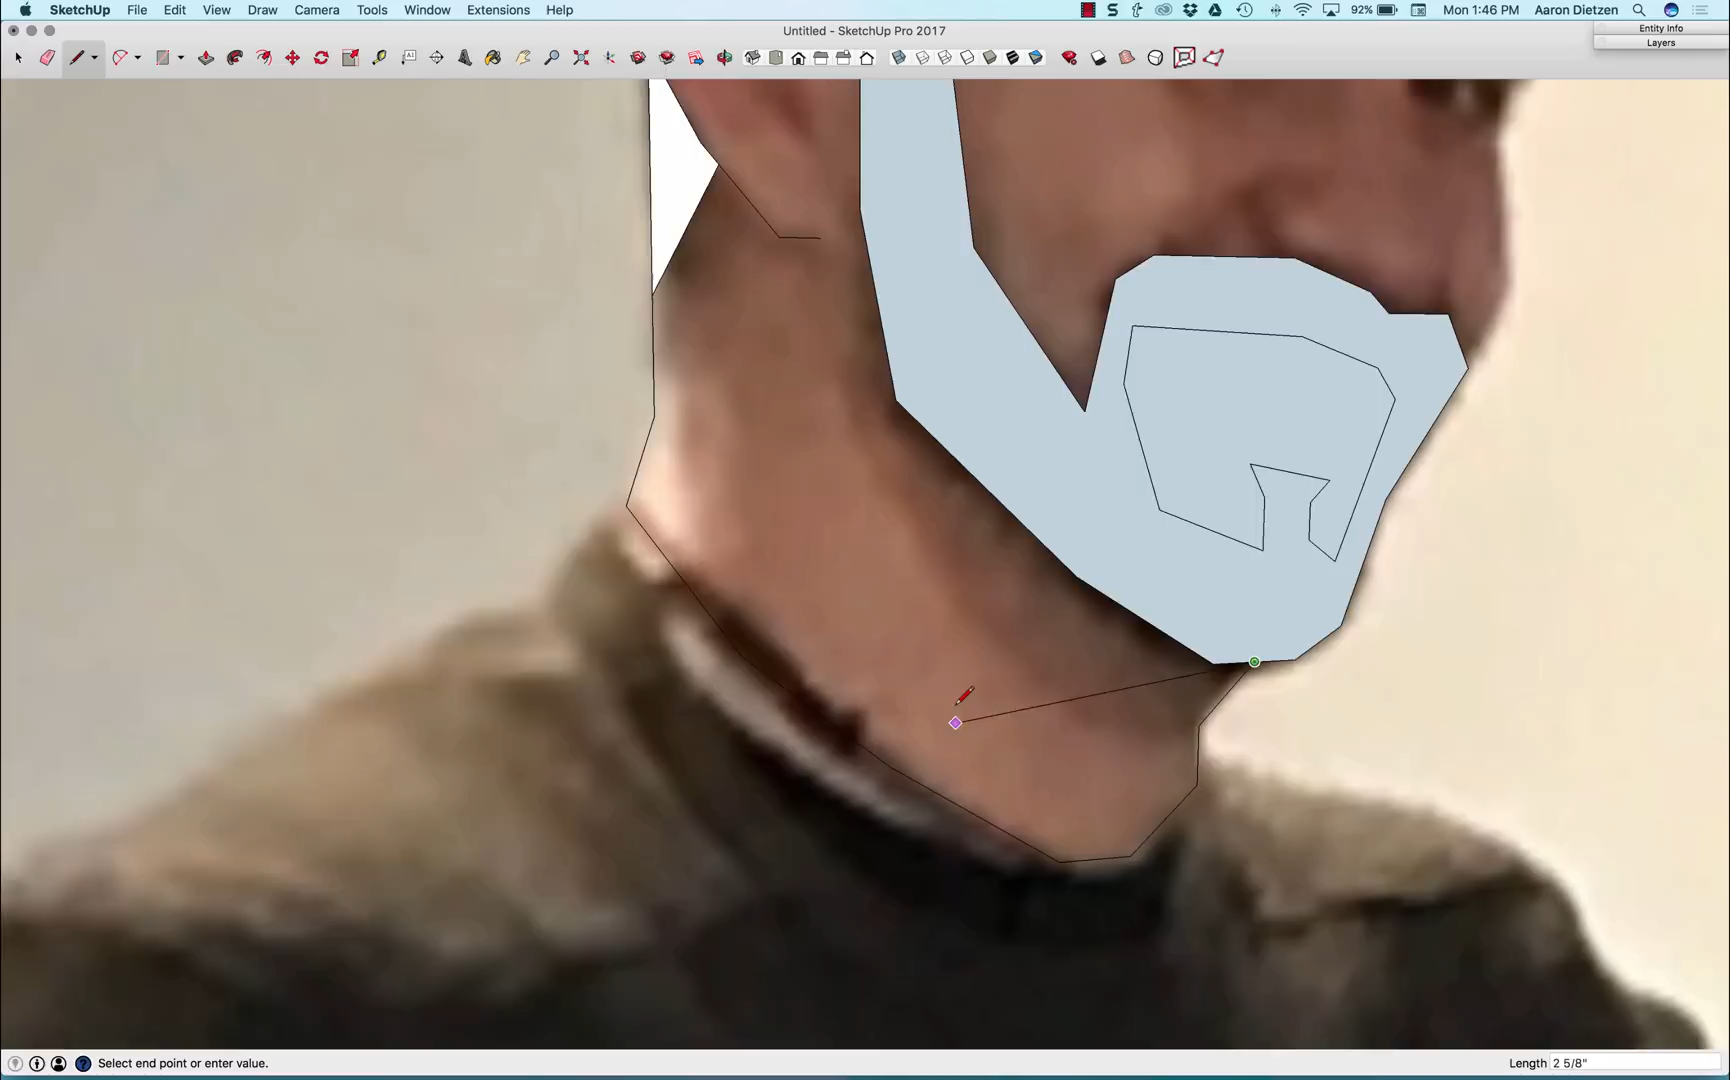 SketchUp File Edit View Draw Camera Tools Window Extensions Help 92% Mon 1:46 PM Aaron Dietzen
Untitled - SketchUp Pro 2017
Entity Info
Layers
Select end point or enter value.
Length 2 5/8"